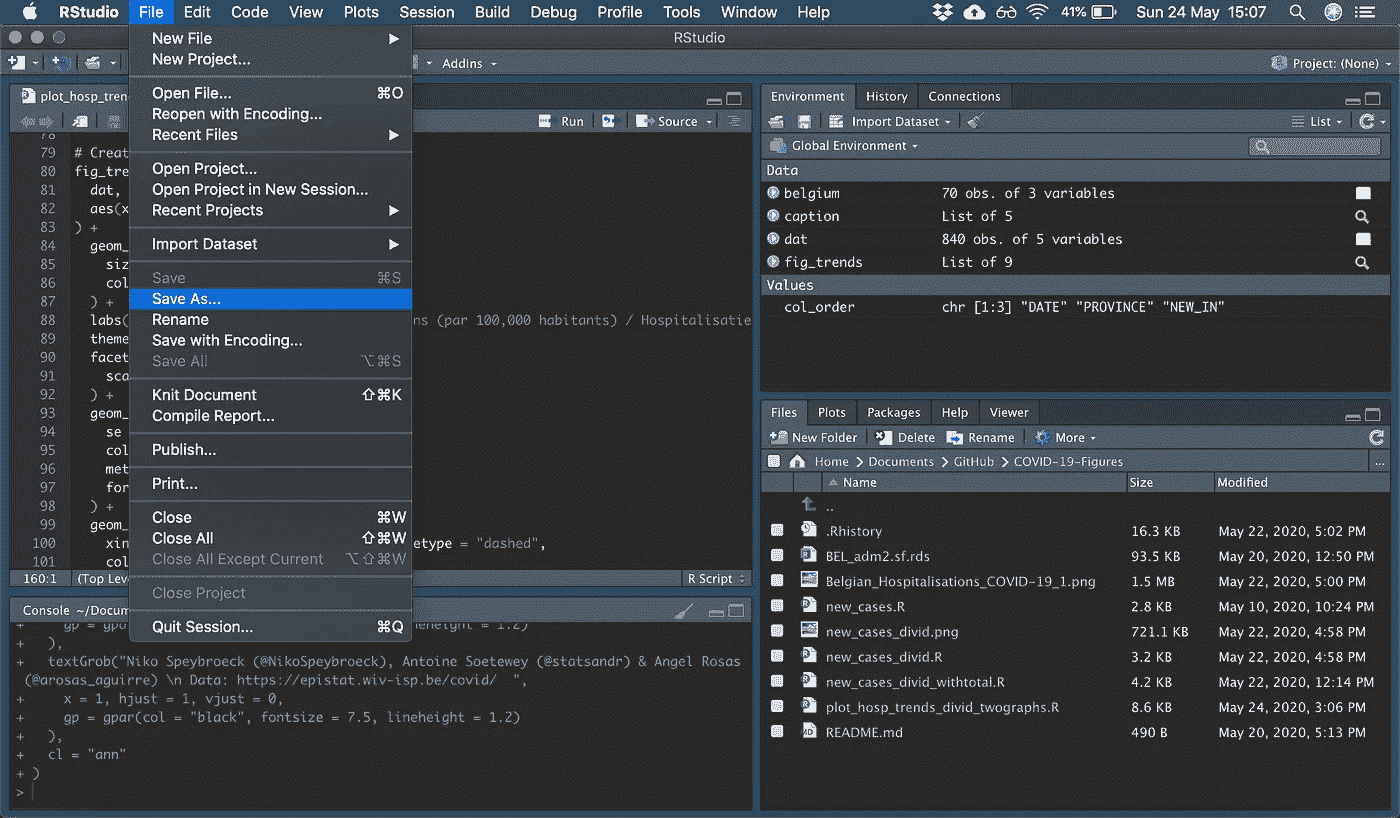 RStudio File Edit Code View Plots Session Build Debug Profile Tools Window Help 41% Sun 24 May 15:07
RStudio
Addins Project: (None)
New File
New Project...
Open File... ⌘O
Reopen with Encoding...
Recent Files
Open Project...
Open Project in New Session...
Recent Projects
Import Dataset
Save ⌘S
Save As...
Rename
Save with Encoding...
Save All ⌥⌘S
Knit Document ⇧⌘K
Compile Report...
Publish...
Print...
Close ⌘W
Close All ⇧⌘W
Close All Except Current ⌥⇧⌘W
Close Project
Quit Session... ⌘Q
plot_hosp_tren
Run Source
78
79 # Creat
80 fig_tre
81 dat,
82 aes(x
83 ) +
84 geom_
85 siz
86 col
87 ) +
88 labs( ns (par 100,000 habitants) / Hospitalisatie
89 theme
90 facet
91 sca
92 ) +
93 geom_
94 se
95 col
96 met
97 for
98 ) +
99 geom_
100 xin etype = "dashed",
101 col
160:1 (Top Leve R Script
Console ~/Docum
+ gp = gpar( neheight = 1.2)
+ ),
+ textGrob("Niko Speybroeck (@NikoSpeybroeck), Antoine Soetewey (@statsandr) & Angel Rosas
(@arosas_aguirre) \n Data: https://epistat.wiv-isp.be/covid/ ",
+ x = 1, hjust = 1, vjust = 0,
+ gp = gpar(col = "black", fontsize = 7.5, lineheight = 1.2)
+ ),
+ cl = "ann"
+ )
>
Environment History Connections
Import Dataset List
Global Environment
Data
belgium 70 obs. of 3 variables
caption List of 5
dat 840 obs. of 5 variables
fig_trends List of 9
Values
col_order chr [1:3] "DATE" "PROVINCE" "NEW_IN"
Files Plots Packages Help Viewer
New Folder Delete Rename More
Home Documents GitHub COVID-19-Figures ...
Name Size Modified
..
.Rhistory 16.3 KB May 22, 2020, 5:02 PM
BEL_adm2.sf.rds 93.5 KB May 20, 2020, 12:50 PM
Belgian_Hospitalisations_COVID-19_1.png 1.5 MB May 22, 2020, 5:00 PM
new_cases.R 2.8 KB May 10, 2020, 10:24 PM
new_cases_divid.png 721.1 KB May 22, 2020, 4:58 PM
new_cases_divid.R 3.2 KB May 22, 2020, 4:58 PM
new_cases_divid_withtotal.R 4.2 KB May 22, 2020, 12:14 PM
plot_hosp_trends_divid_twographs.R 8.6 KB May 24, 2020, 3:06 PM
README.md 490 B May 20, 2020, 5:13 PM